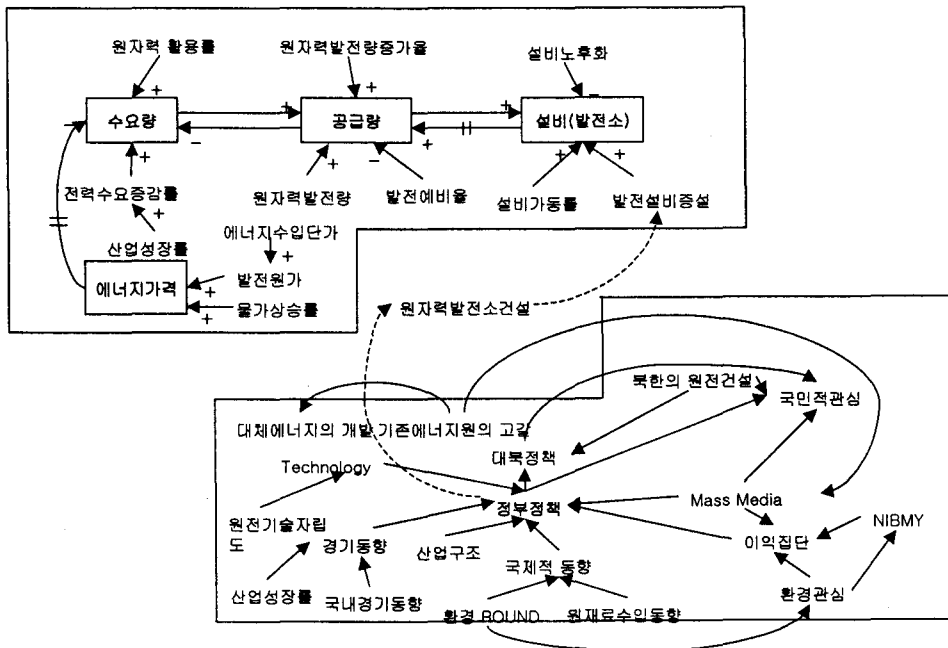 원자력 활용률
원자력발전량증가율
설비노후화
+
+
-
수요량
+
공급량
+
설비(발전소)
-
-
+
+
+
-
+
+
전력수요증감률
원자력발전량
발전예비율
설비가동률
발전설비증설
+
에너지수입단가
산업성장률
+
에너지가격
+
발전원가
+
물가상승률
원자력발전소건설
북한의 원전건설
국민적관심
대체에너지의 개발
기존에너지원의 고갈
대북정책
Technology
Mass Media
정부정책
NIBMY
원전기술자립
도
경기동향
산업구조
이익집단
국제적 동향
산업성장률
국내경기동향
환경 ROUND
원재료수입동향
환경관심